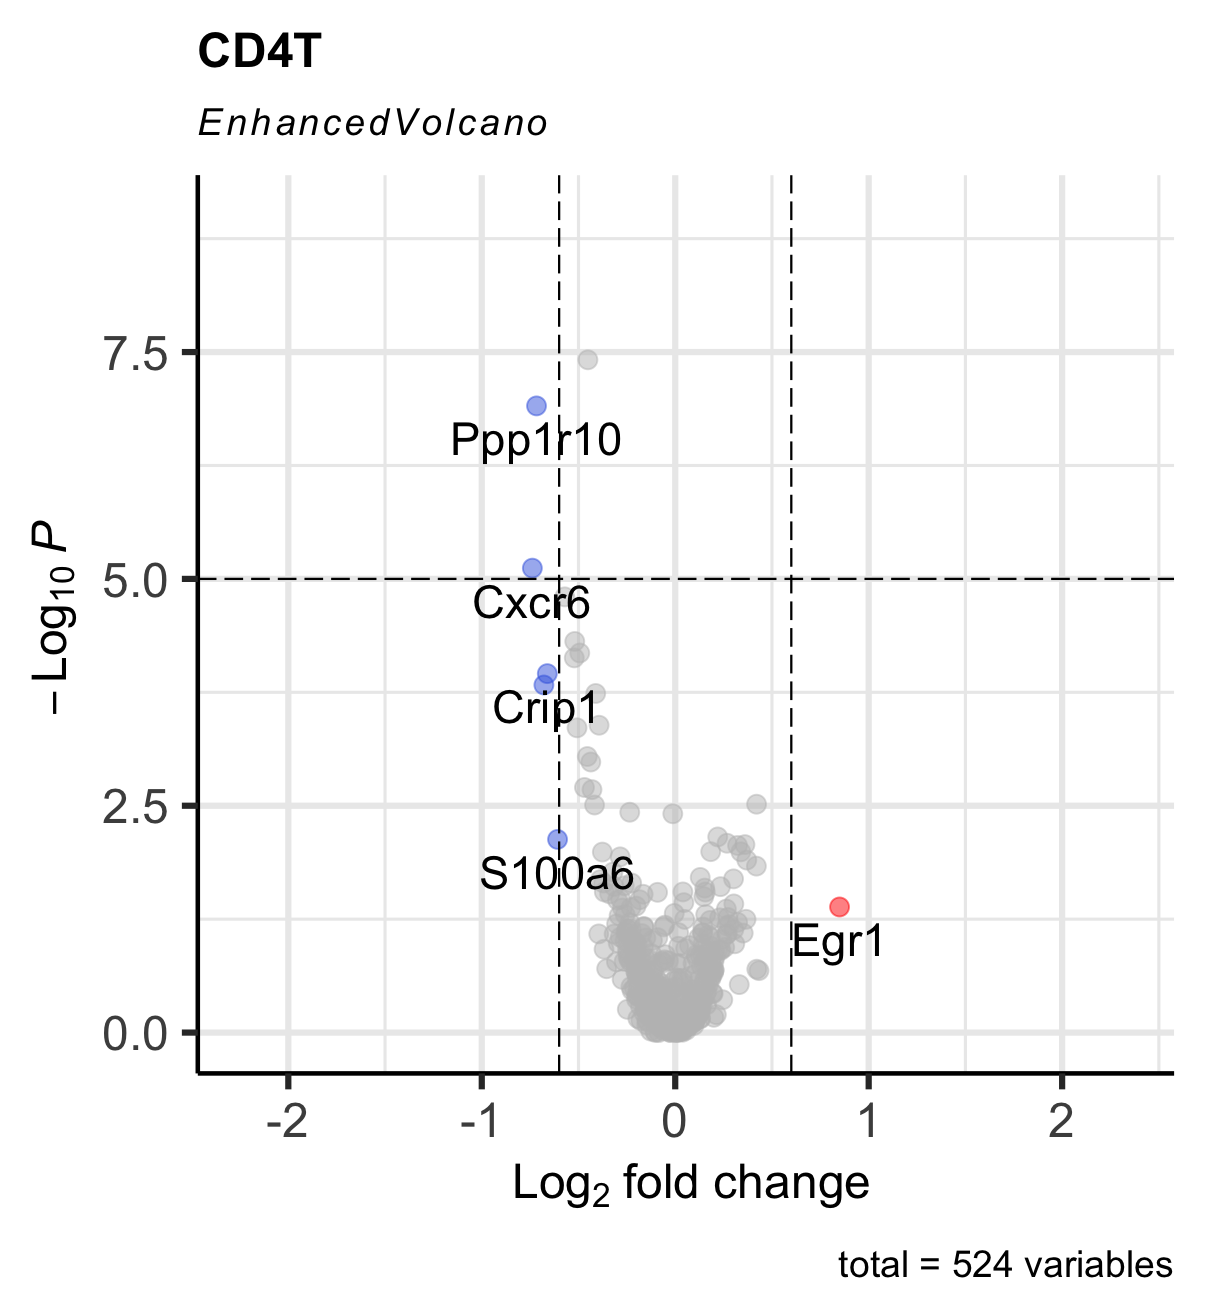 CD4T
EnhancedVolcano
7.5
5.0
2.5
0.0
−Log10 P
Ppp1r10
Cxcr6
Crip1
S100a6
Egr1
-2 -1 0 1 2
Log2 fold change
total = 524 variables